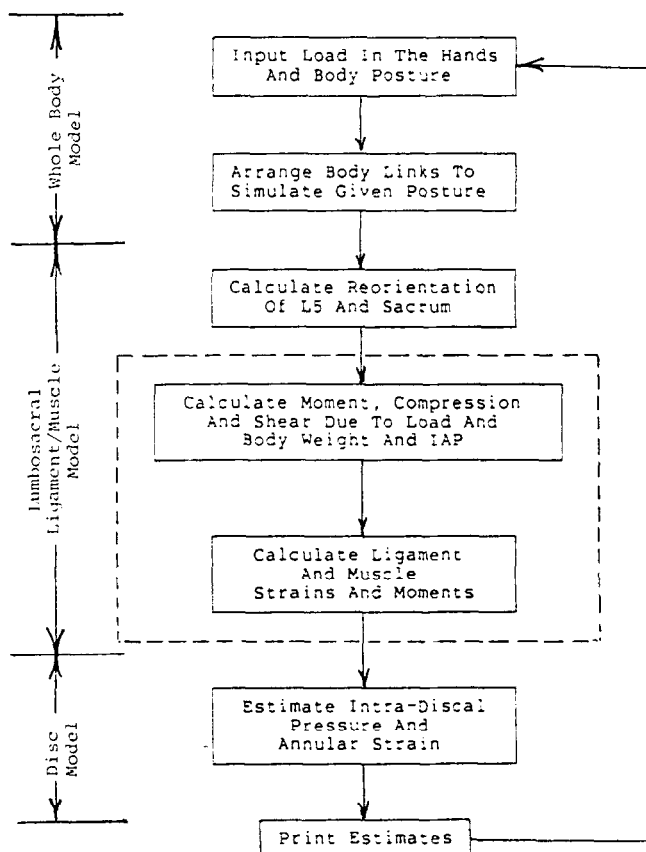 Input Load In The Hands
And Body Posture
Arrange Body Links To
Simulate Given Posture
Whole Body
Model
Calculate Reorientation
Of L5 And Sacrum
Calculate Moment, Compression
And Shear Due To Load And
Body Weight And IAP
Calculate Ligament
And Muscle
Strains And Moments
Lumbosacral
Ligament/Muscle
Model
Estimate Intra-Discal
Pressure And
Annular Strain
Disc
Model
Print Estimates